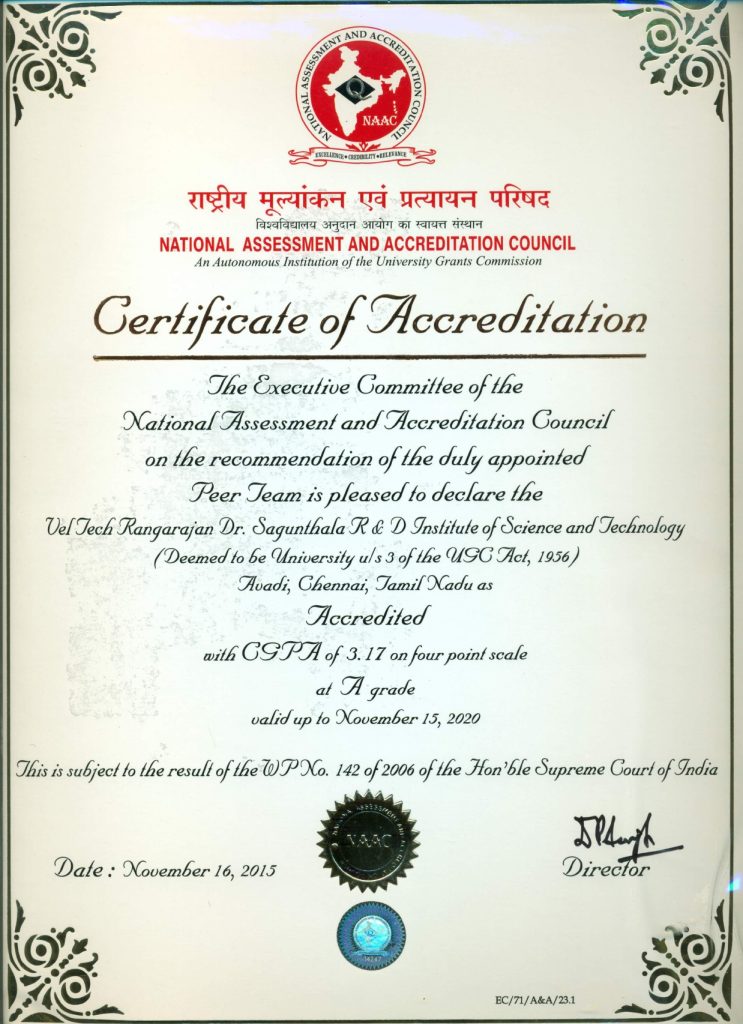 NATIONAL ASSESSMENT AND ACCREDITATION COUNCIL
NAAC
EXCELLENCE • CREDIBILITY • RELEVANCE
राष्ट्रीय मूल्यांकन एवं प्रत्यायन परिषद
विश्वविद्यालय अनुदान आयोग का स्वायत्त संस्थान
NATIONAL ASSESSMENT AND ACCREDITATION COUNCIL
An Autonomous Institution of the University Grants Commission
Certificate of Accreditation
The Executive Committee of the
National Assessment and Accreditation Council
on the recommendation of the duly appointed
Peer Team is pleased to declare the
Vel Tech Rangarajan Dr. Sagunthala R & D Institute of Science and Technology
(Deemed to be University u/s 3 of the UGC Act, 1956)
Avadi, Chennai, Tamil Nadu as
Accredited
with CGPA of 3.17 on four point scale
at A grade
valid up to November 15, 2020
This is subject to the result of the WP No. 142 of 2006 of the Hon'ble Supreme Court of India
NAAC
Date : November 16, 2015
Director
EC/71/A&A/23.1